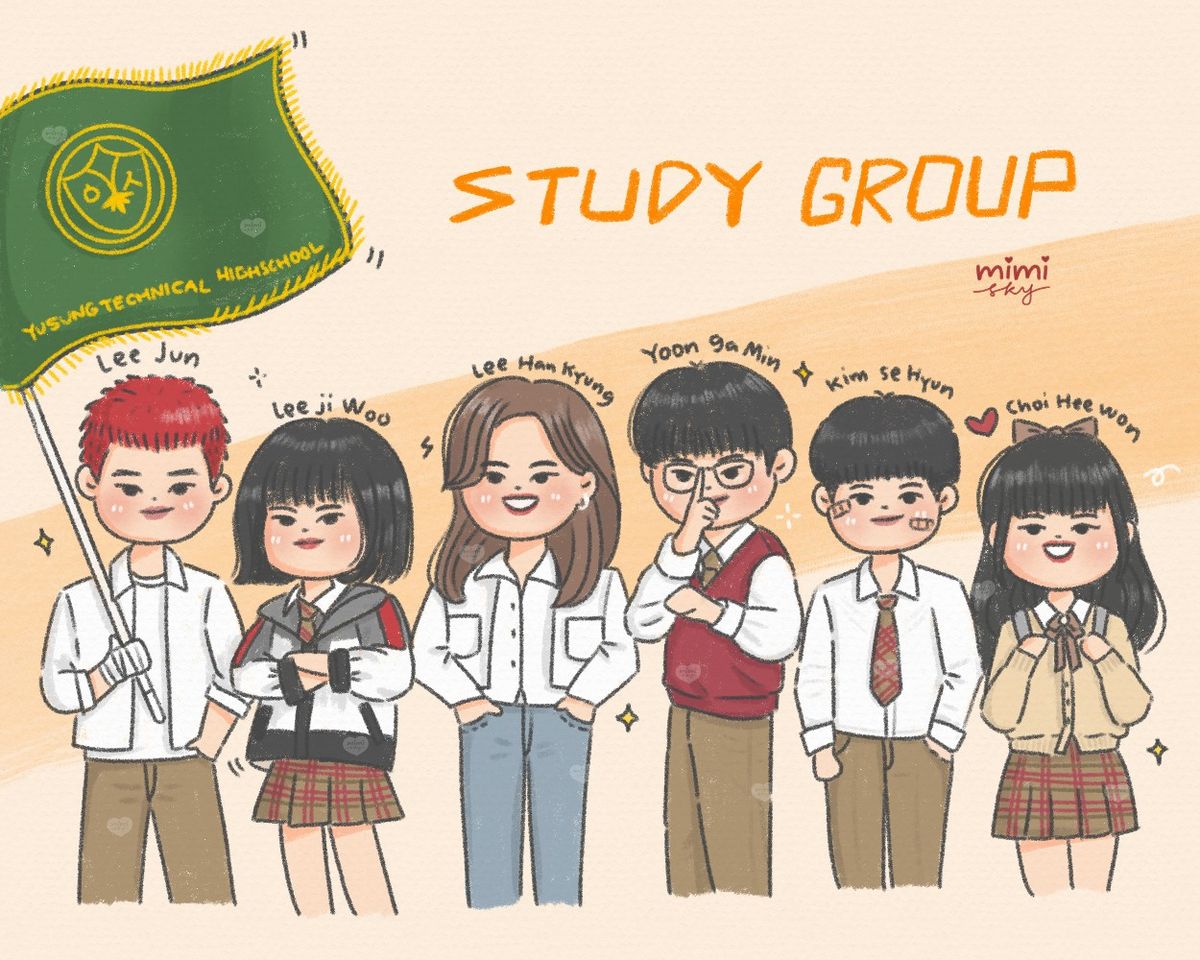 STUDY GROUP
mimi
sky
YUSUNG TECHNICAL HIGHSCHOOL
Lee Jun
Lee ji Woo
Lee Han Kyung
Yoon ga Min
Kim se Hyun
Choi Hee won